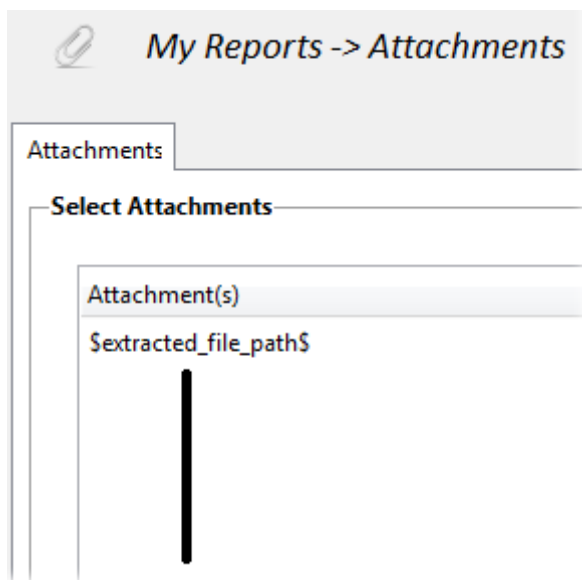 My Reports -> Attachments
Attachments
Select Attachments
Attachment(s)
$extracted_file_path$